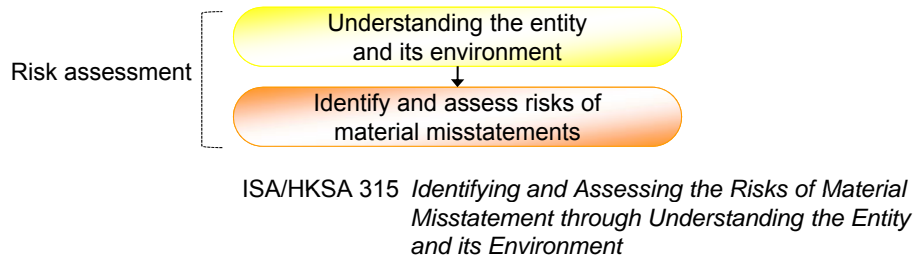 Understanding the entity
and its environment
Risk assessment
Identify and assess risks of
material misstatements
ISA/HKSA 315 Identifying and Assessing the Risks of Material
Misstatement through Understanding the Entity
and its Environment